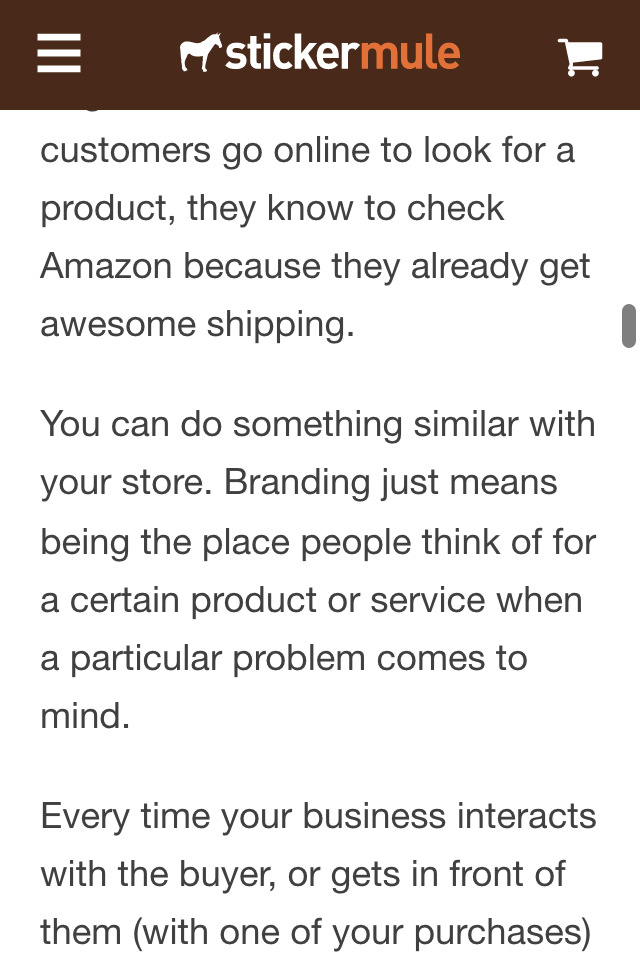 stickermule
customers go online to look for a
product, they know to check
Amazon because they already get
awesome shipping.
You can do something similar with
your store. Branding just means
being the place people think of for
a certain product or service when
a particular problem comes to
mind.
Every time your business interacts
with the buyer, or gets in front of
them (with one of your purchases)